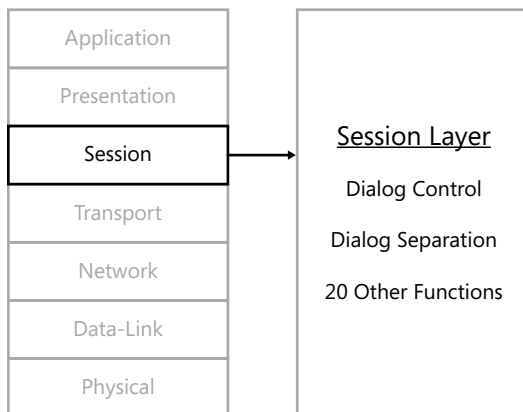 Application
Presentation
Session
Transport
Network
Data-Link
Physical
Session Layer
Dialog Control
Dialog Separation
20 Other Functions